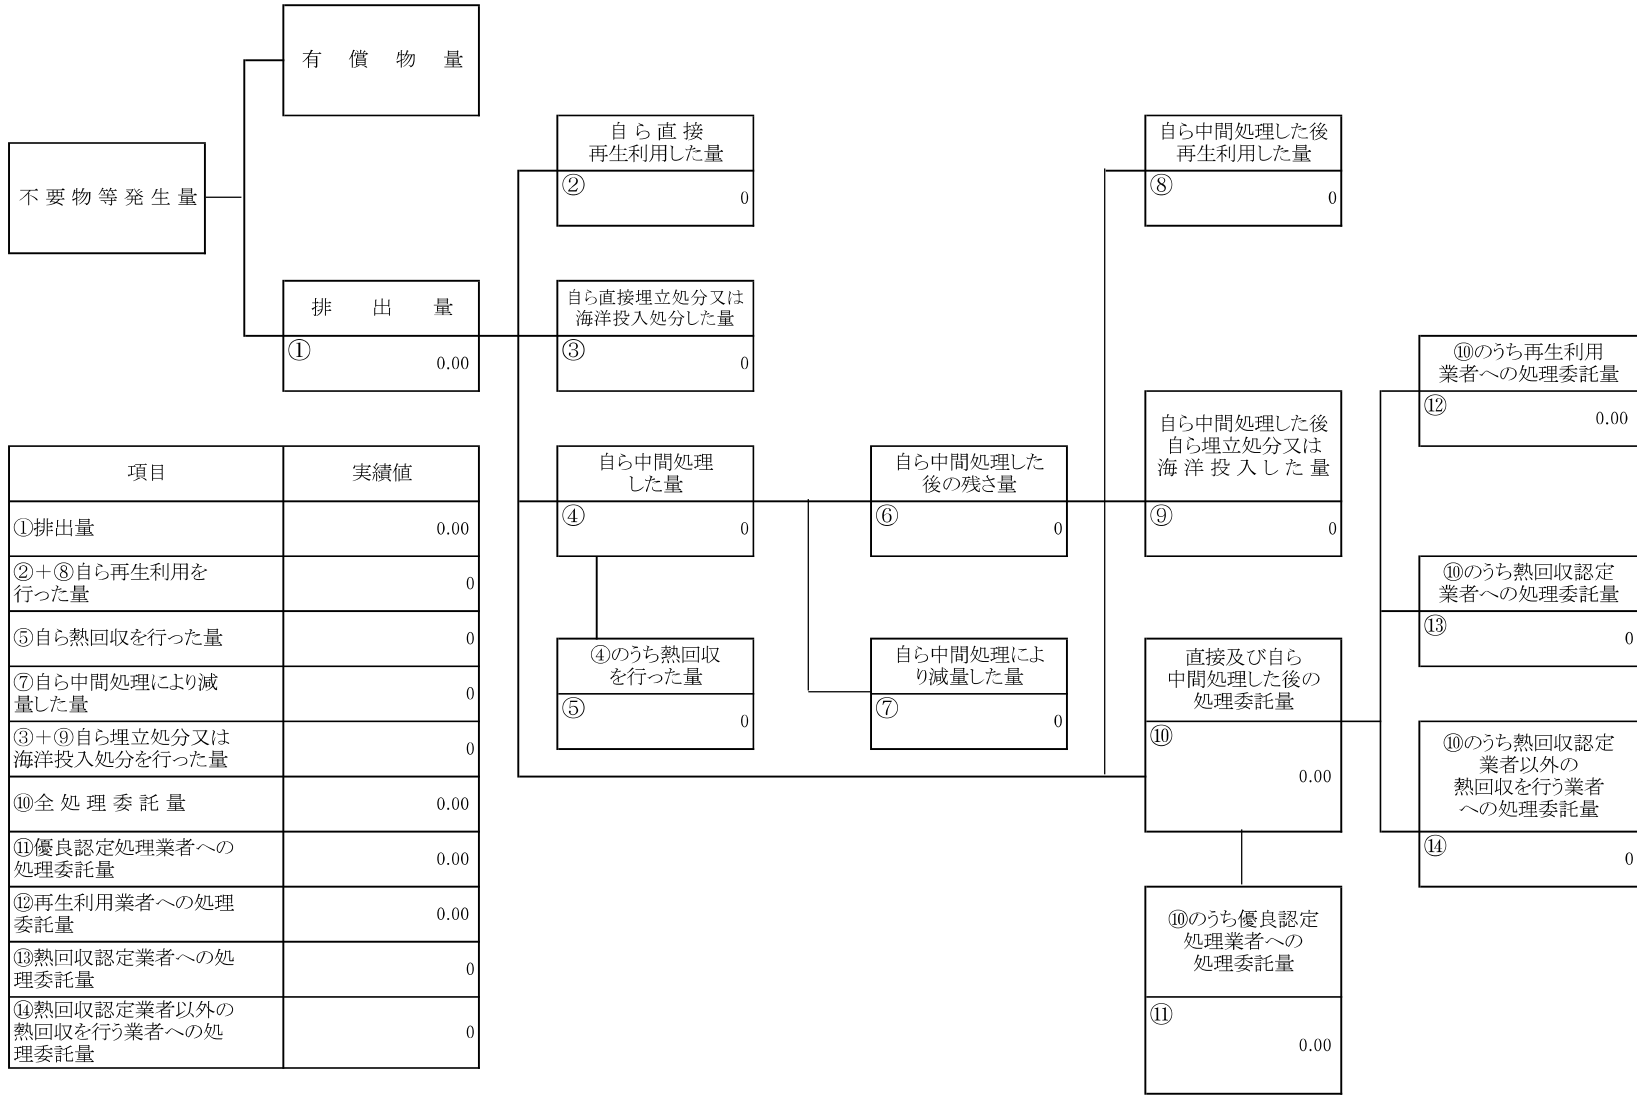 有 償 物 量
不 要 物 等 発 生 量
排 出 量
①
0.00
自 ら 直 接
再生利用した量
②
0
自ら直接埋立処分又は
海洋投入処分した量
③
0
自ら中間処理
した量
④
0
④のうち熱回収
を行った量
⑤
0
自ら中間処理した
後の残さ量
⑥
0
自ら中間処理によ
り減量した量
⑦
0
自ら中間処理した後
再生利用した量
⑧
0
自ら中間処理した後
自ら埋立処分又は
海 洋 投 入 し た 量
⑨
0
直接及び自ら
中間処理した後の
処理委託量
⑩
0.00
⑩のうち優良認定
処理業者への
処理委託量
⑪
0.00
⑩のうち再生利用
業者への処理委託量
⑫
0.00
⑩のうち熱回収認定
業者への処理委託量
⑬
0
⑩のうち熱回収認定
業者以外の
熱回収を行う業者
への処理委託量
⑭
0
項目 実績値
①排出量 0.00
②＋⑧自ら再生利用を
行った量 0
⑤自ら熱回収を行った量 0
⑦自ら中間処理により減
量した量 0
③＋⑨自ら埋立処分又は
海洋投入処分を行った量 0
⑩全 処 理 委 託 量 0.00
⑪優良認定処理業者への
処理委託量 0.00
⑫再生利用業者への処理
委託量 0.00
⑬熱回収認定業者への処
理委託量 0
⑭熱回収認定業者以外の
熱回収を行う業者への処
理委託量 0